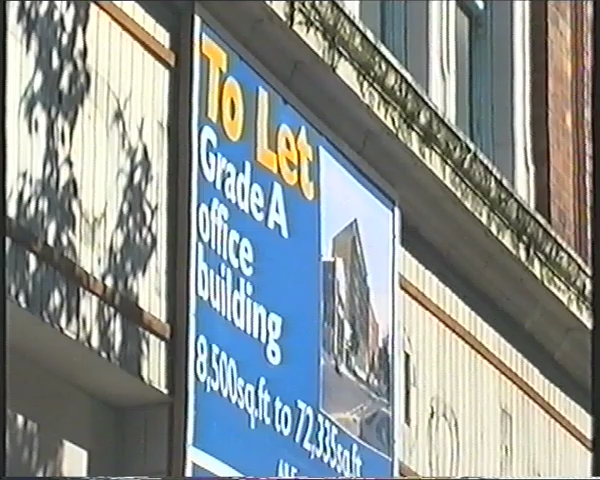 To Let
Grade A
office
building
8,500sq.ft to 72,335sq.ft